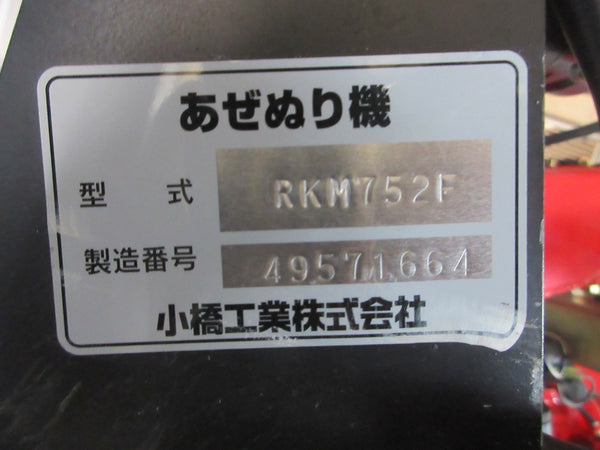 あぜぬり機
型式 RKM752F
製造番号 49571664
小橋工業株式会社